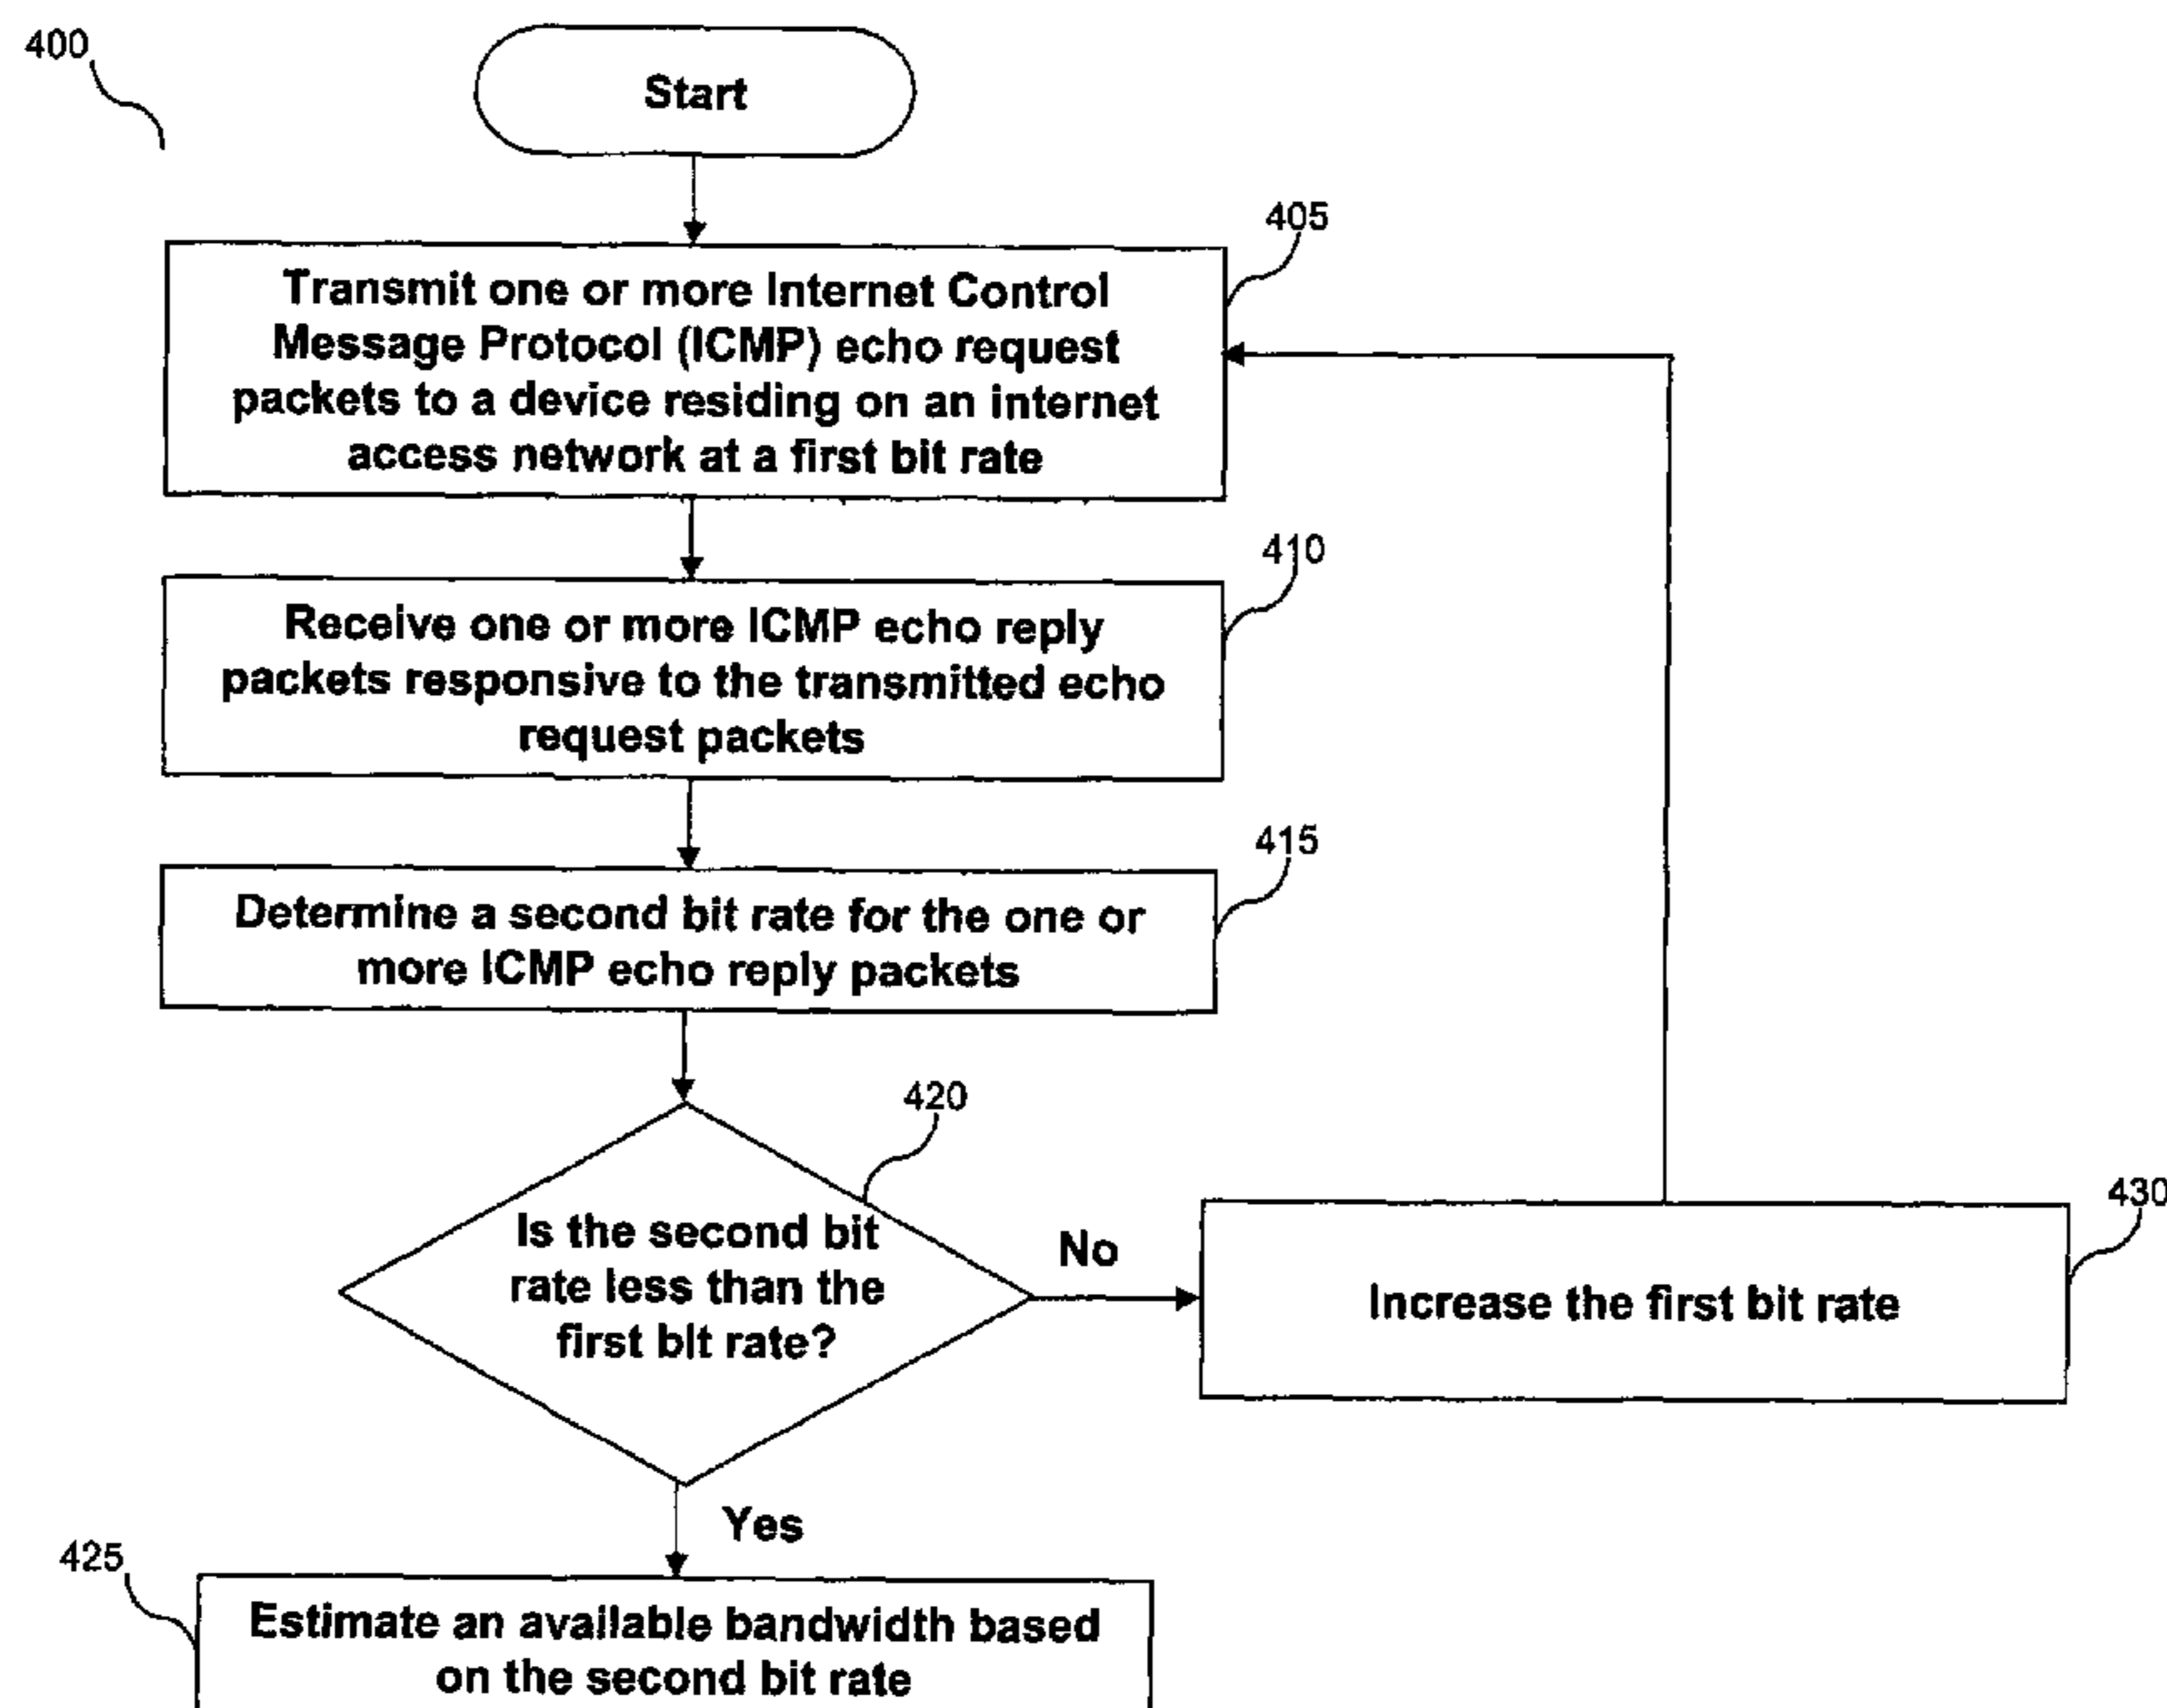 400
Start
405
Transmit one or more Internet Control
Message Protocol (ICMP) echo request
packets to a device residing on an internet
access network at a first bit rate
410
Receive one or more ICMP echo reply
packets responsive to the transmitted echo
request packets
415
Determine a second bit rate for the one or
more ICMP echo reply packets
420
Is the second bit
rate less than the
first bit rate?
No
430
Increase the first bit rate
Yes
425
Estimate an available bandwidth based
on the second bit rate